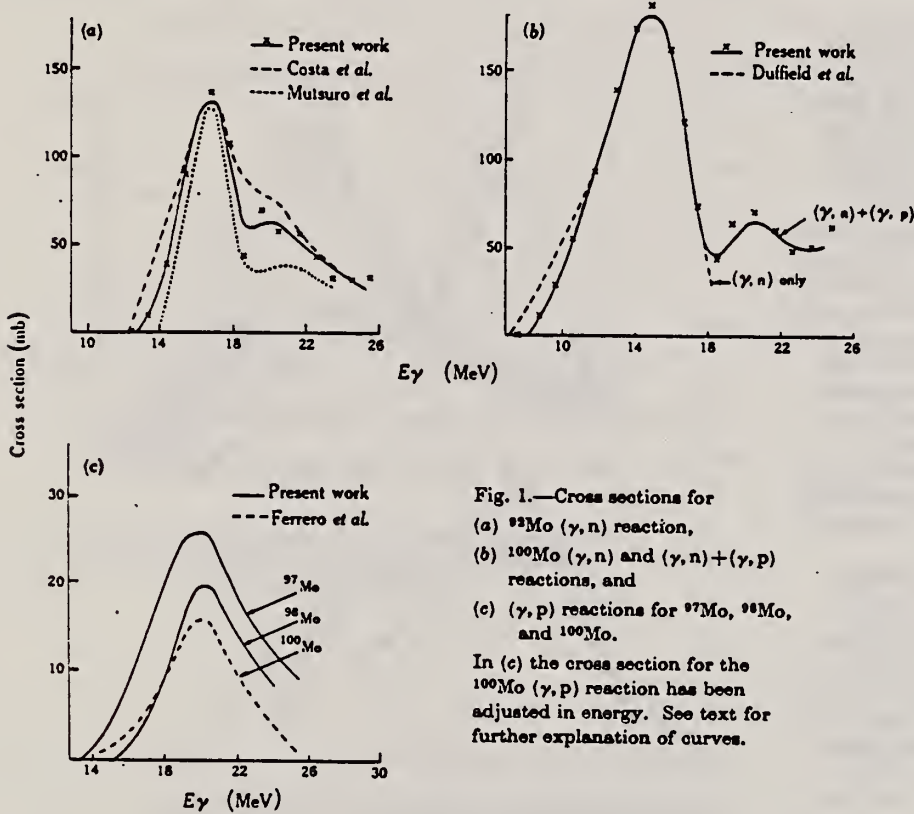 (a)
Present work
Costa et al.
Mutsuro et al.
150
100
50
10 14 18 22 26
(b)
Present work
Duffield et al.
150
100
50
(γ, n) + (γ, p)
(γ, n) only
10 14 18 22 26
Cross section (mb)
Eγ (MeV)
(c)
Present work
Ferrero et al.
30
20
10
⁹⁷Mo
⁹⁸Mo
¹⁰⁰Mo
14 18 22 26 30
Eγ (MeV)
Fig. 1.—Cross sections for
(a) ⁹²Mo (γ, n) reaction,
(b) ¹⁰⁰Mo (γ, n) and (γ, n)+(γ, p)
reactions, and
(c) (γ, p) reactions for ⁹⁷Mo, ⁹⁸Mo,
and ¹⁰⁰Mo.
In (c) the cross section for the
¹⁰⁰Mo (γ, p) reaction has been
adjusted in energy. See text for
further explanation of curves.